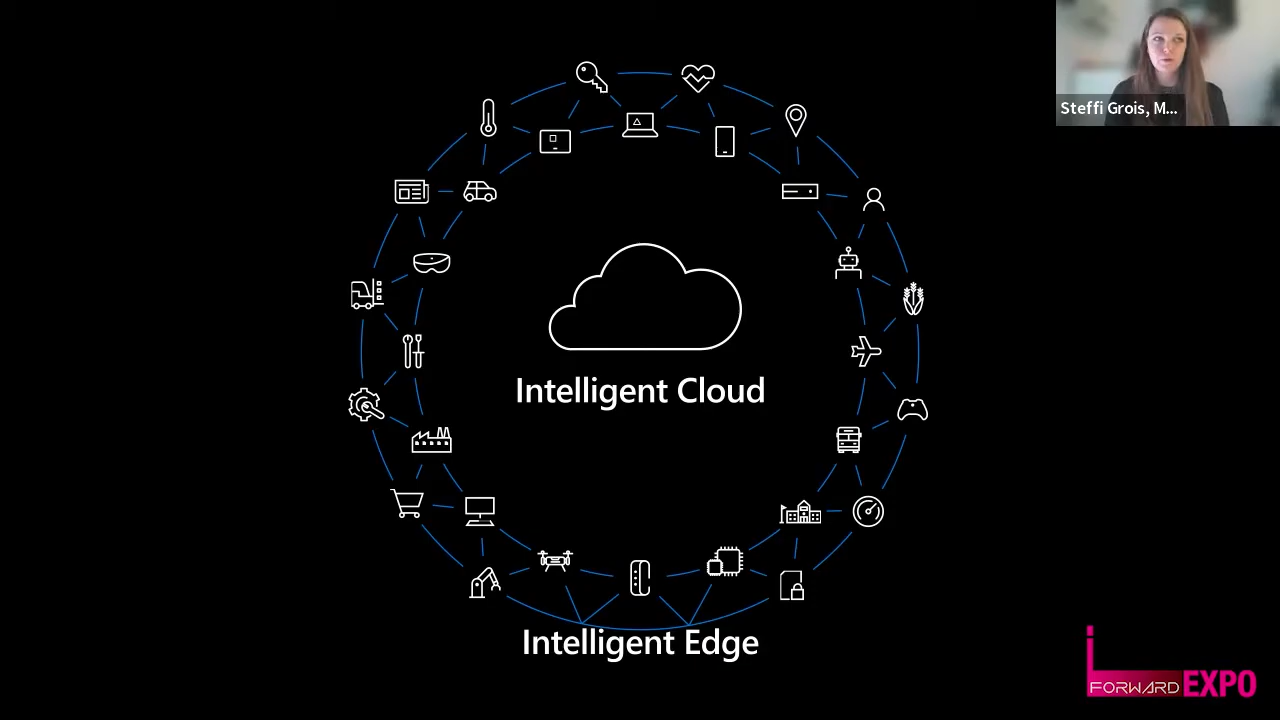 Steffi Grois, M...
Intelligent Cloud
Intelligent Edge
FORWARD EXPO